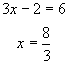 3x − 2 = 6
x = 8/3